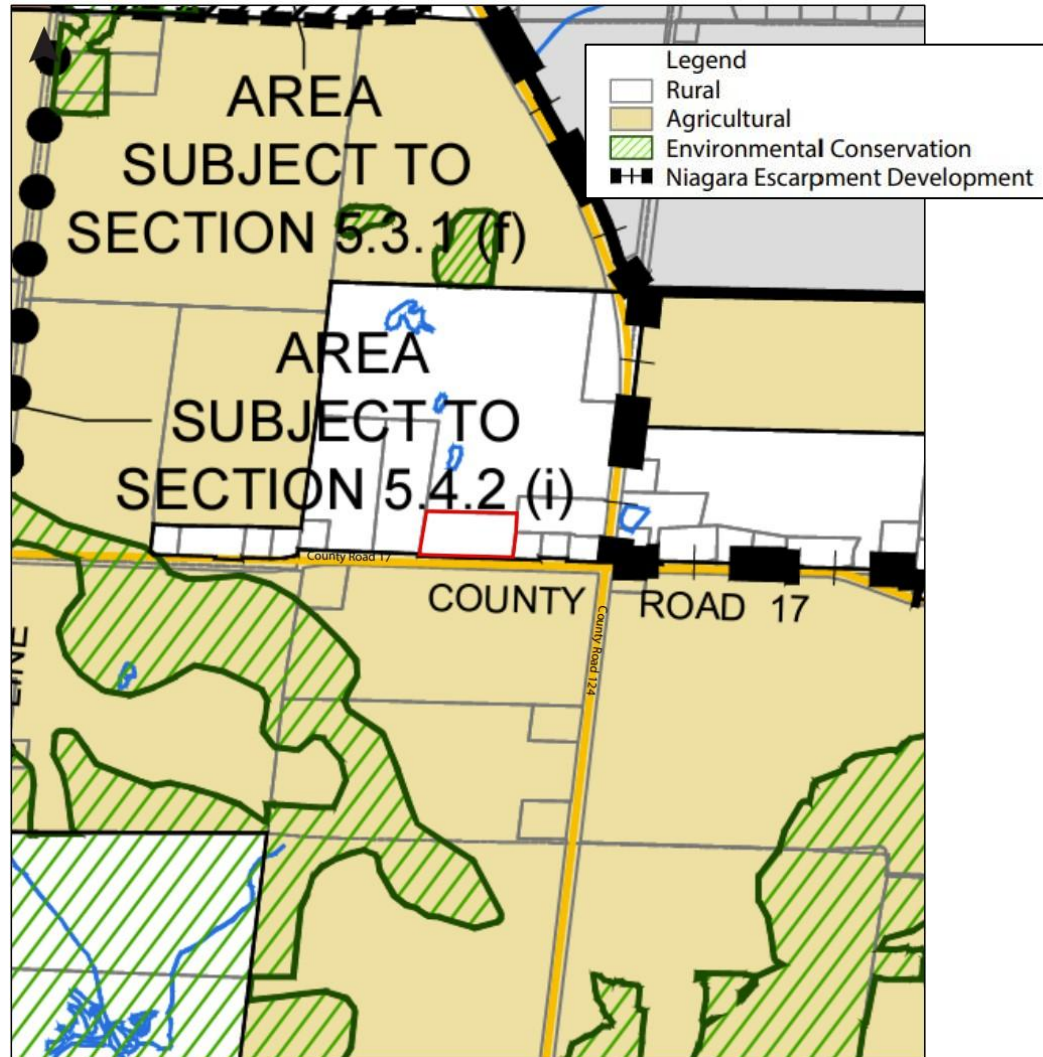 AREA
SUBJECT TO
SECTION 5.3.1 (f)
Legend
Rural
Agricultural
Environmental Conservation
Niagara Escarpment Development
AREA
SUBJECT TO
SECTION 5.4.2 (i)
County Road 17
COUNTY ROAD 17
County Road 124
LINE